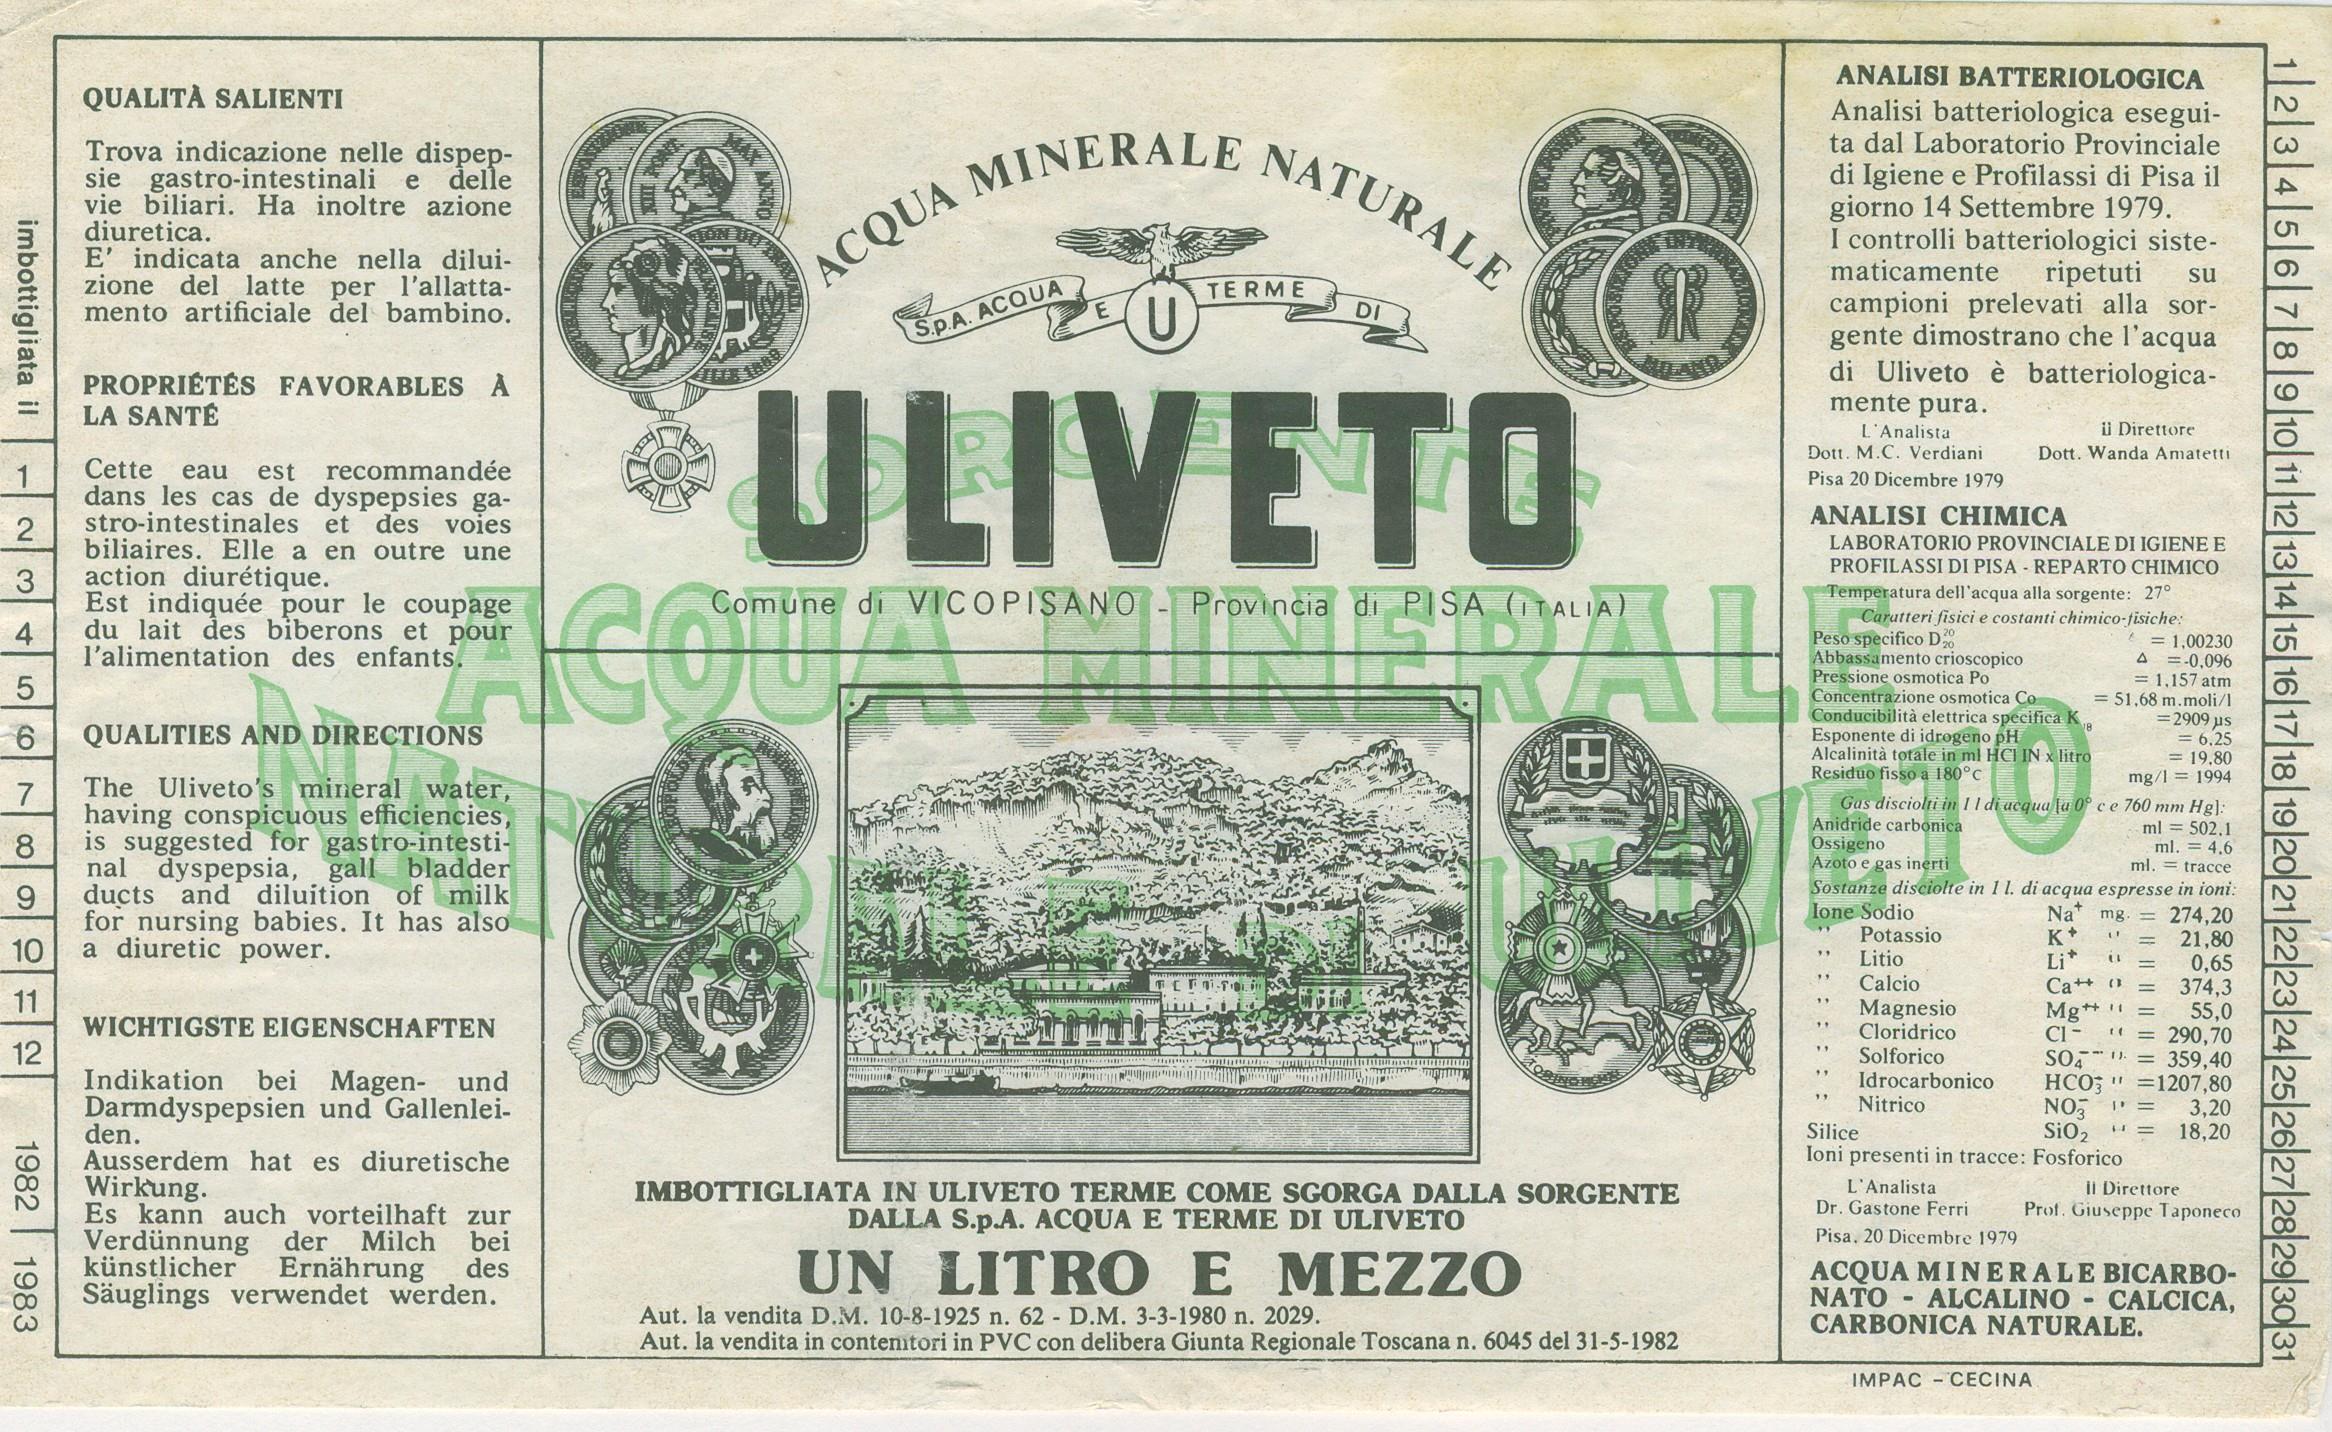 imbottigliata il
1
2
3
4
5
6
7
8
9
10
11
12
1982
1983
QUALITÀ SALIENTI
Trova indicazione nelle dispep-
sie gastro-intestinali e delle
vie biliari. Ha inoltre azione
diuretica.
E' indicata anche nella dilui-
zione del latte per l'allatta-
mento artificiale del bambino.
PROPRIÉTÉS FAVORABLES À
LA SANTÉ
Cette eau est recommandée
dans les cas de dyspepsies ga-
stro-intestinales et des voies
biliaires. Elle a en outre une
action diurétique.
Est indiquée pour le coupage
du lait des biberons et pour
l'alimentation des enfants.
QUALITIES AND DIRECTIONS
The Uliveto's mineral water,
having conspicuous efficiencies,
is suggested for gastro-intesti-
nal dyspepsia, gall bladder
ducts and diluition of milk
for nursing babies. It has also
a diuretic power.
WICHTIGSTE EIGENSCHAFTEN
Indikation bei Magen- und
Darmdyspepsien und Gallenlei-
den.
Ausserdem hat es diuretische
Wirkung.
Es kann auch vorteilhaft zur
Verdünnung der Milch bei
künstlicher Ernährung des
Säuglings verwendet werden.
ACQUA MINERALE NATURALE
S.p.A. ACQUA E U TERME DI
ULIVETO
Comune di VICOPISANO - Provincia di PISA (ITALIA)
SORGENTE
ACQUA MINERALE
NATURALE DI ULIVETO
IMBOTTIGLIATA IN ULIVETO TERME COME SGORGA DALLA SORGENTE
DALLA S.p.A. ACQUA E TERME DI ULIVETO
UN LITRO E MEZZO
Aut. la vendita D.M. 10-8-1925 n. 62 - D.M. 3-3-1980 n. 2029.
Aut. la vendita in contenitori in PVC con delibera Giunta Regionale Toscana n. 6045 del 31-5-1982
ANALISI BATTERIOLOGICA
Analisi batteriologica esegui-
ta dal Laboratorio Provinciale
di Igiene e Profilassi di Pisa il
giorno 14 Settembre 1979.
I controlli batteriologici siste-
maticamente ripetuti su
campioni prelevati alla sor-
gente dimostrano che l'acqua
di Uliveto è batteriologica-
mente pura.
L'Analista il Direttore
Dott. M.C. Verdiani Dott. Wanda Amatetti
Pisa 20 Dicembre 1979
ANALISI CHIMICA
LABORATORIO PROVINCIALE DI IGIENE E
PROFILASSI DI PISA - REPARTO CHIMICO
Temperatura dell'acqua alla sorgente: 27°
Caratteri fisici e costanti chimico-fisiche:
Peso specifico D 20 20 = 1,00230
Abbassamento crioscopico Δ =-0,096
Pressione osmotica Po = 1,157 atm
Concentrazione osmotica Co = 51,68 m.moli/l
Conducibilità elettrica specifica K18 =2909 µs
Esponente di idrogeno pH = 6,25
Alcalinità totale in ml HCl IN x litro = 19,80
Residuo fisso a 180°c mg/l = 1994
Gas disciolti in 1 l di acqua [a 0° c e 760 mm Hg]:
Anidride carbonica ml = 502,1
Ossigeno ml. = 4,6
Azoto e gas inerti ml. = tracce
Sostanze disciolte in 1 l. di acqua espresse in ioni:
Ione Sodio Na+ mg. = 274,20
'' Potassio K+ '' = 21,80
'' Litio Li+ '' = 0,65
'' Calcio Ca++ '' = 374,3
'' Magnesio Mg++ '' = 55,0
'' Cloridrico Cl- '' = 290,70
'' Solforico SO4-- '' = 359,40
'' Idrocarbonico HCO3- '' =1207,80
'' Nitrico NO3- '' = 3,20
Silice SiO2 '' = 18,20
Ioni presenti in tracce: Fosforico
L'Analista Il Direttore
Dr. Gastone Ferri Prof. Giuseppe Taponeco
Pisa, 20 Dicembre 1979
ACQUA MINERALE BICARBO-
NATO - ALCALINO - CALCICA,
CARBONICA NATURALE.
IMPAC - CECINA
1
2
3
4
5
6
7
8
9
10
11
12
13
14
15
16
17
18
19
20
21
22
23
24
25
26
27
28
29
30
31